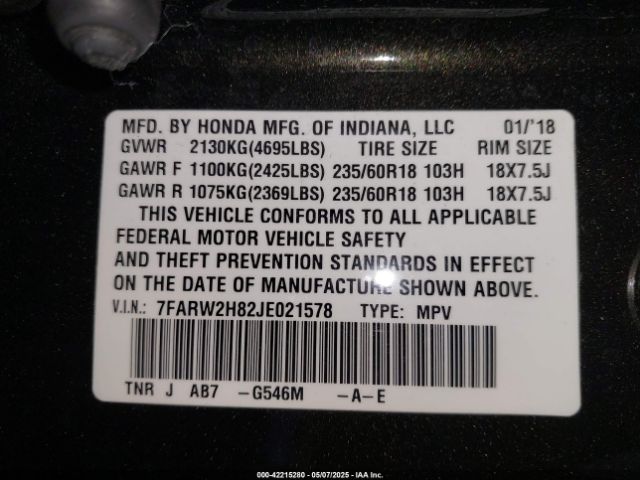 MFD. BY HONDA MFG. OF INDIANA, LLC 01/'18
GVWR 2130KG(4695LBS) TIRE SIZE RIM SIZE
GAWR F 1100KG(2425LBS) 235/60R18 103H 18X7.5J
GAWR R 1075KG(2369LBS) 235/60R18 103H 18X7.5J
THIS VEHICLE CONFORMS TO ALL APPLICABLE
FEDERAL MOTOR VEHICLE SAFETY
AND THEFT PREVENTION STANDARDS IN EFFECT
ON THE DATE OF MANUFACTURE SHOWN ABOVE.
V.I.N.: 7FARW2H82JE021578 TYPE: MPV
TNR J AB7 -G546M -A-E
000-42215280 - 05/07/2025 - IAA Inc.